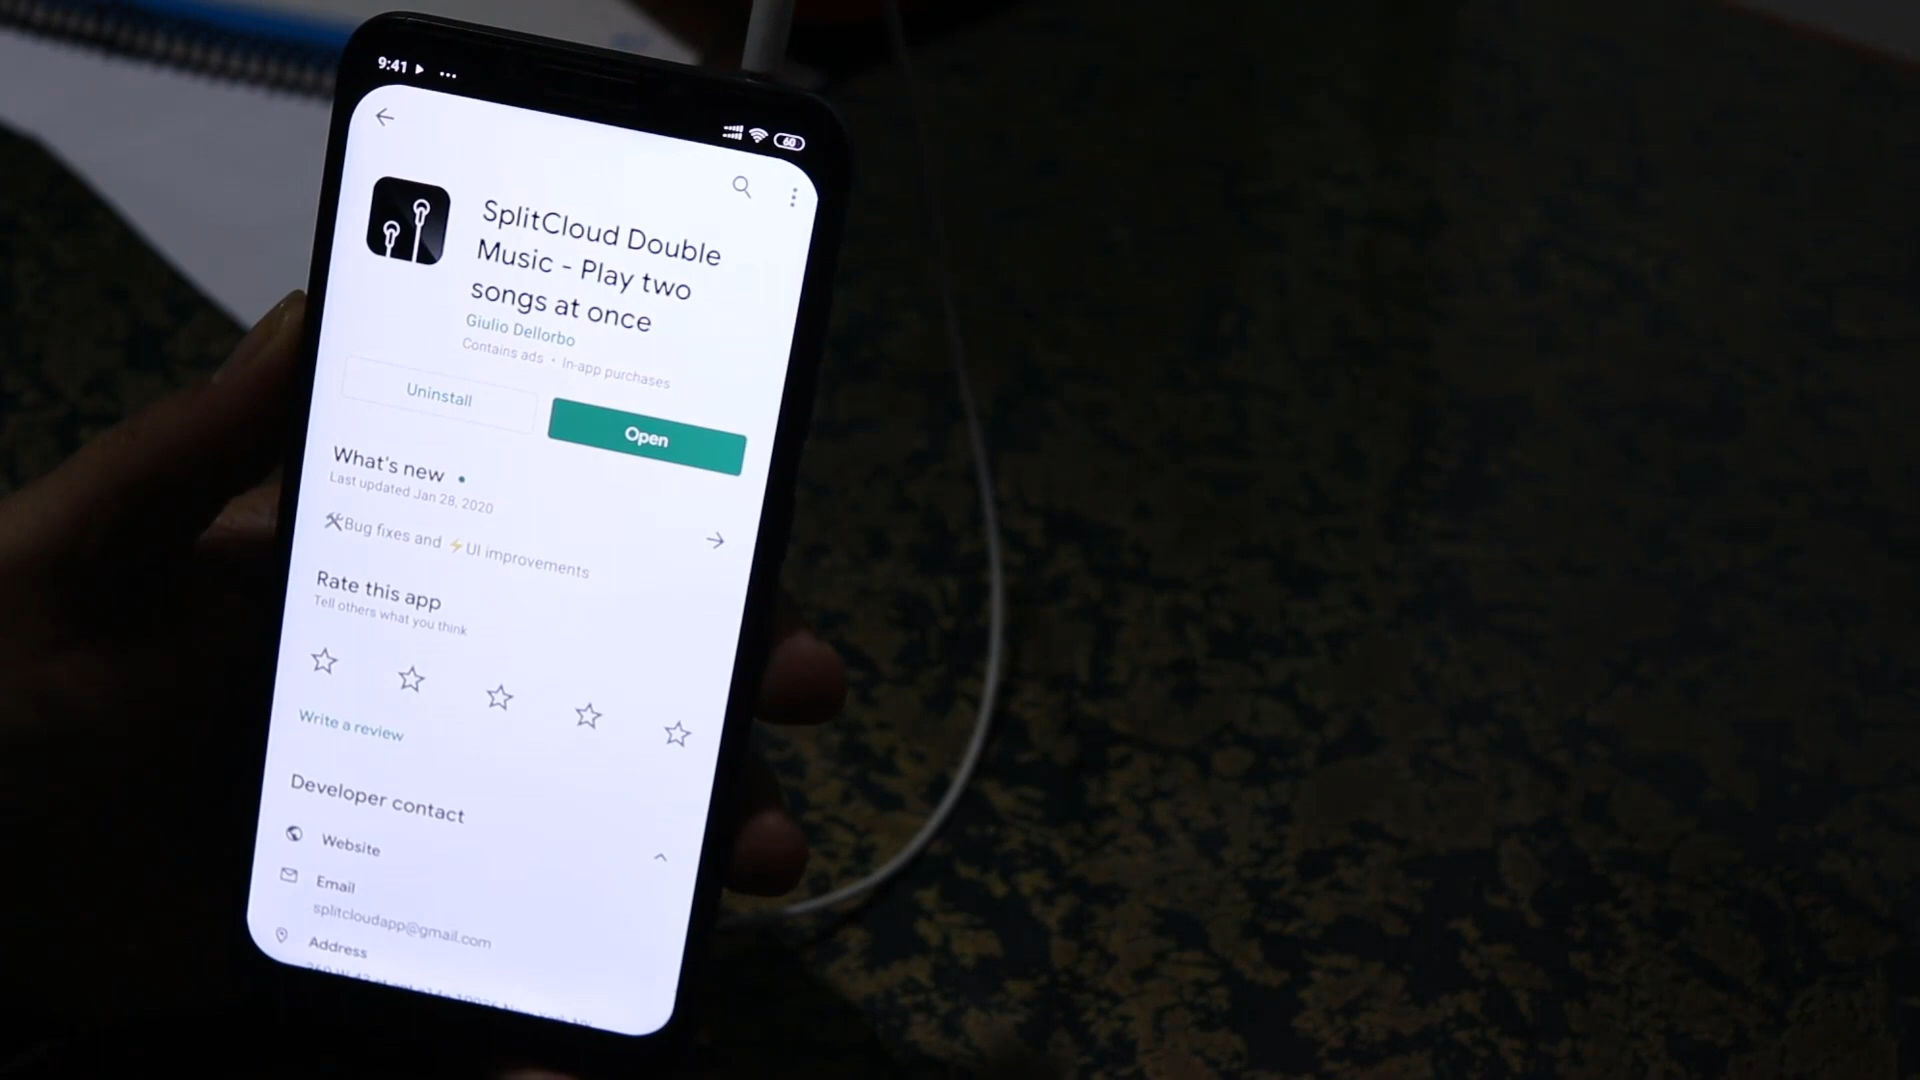 9:41
60
SplitCloud Double
Music - Play two
songs at once
Giulio Dellorbo
Contains ads • In-app purchases
Uninstall
Open
What's new •
Last updated Jan 28, 2020
🛠Bug fixes and ⚡UI improvements
Rate this app
Tell others what you think
Write a review
Developer contact
Website
Email
splitcloudapp@gmail.com
Address